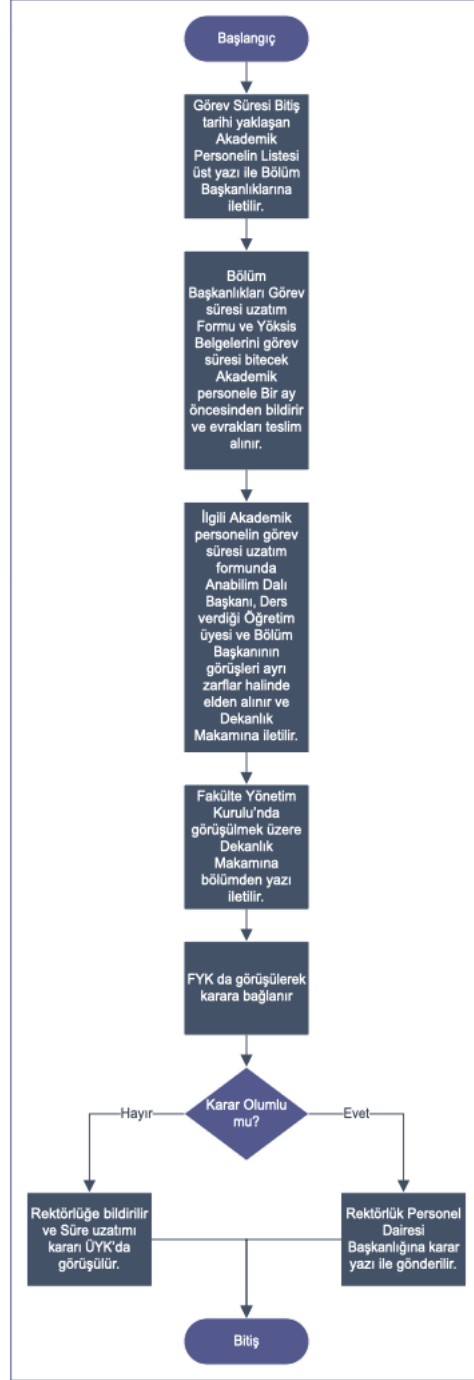 Başlangıç
Görev Süresi Bitiş
tarihi yaklaşan
Akademik
Personelin Listesi
üst yazı ile Bölüm
Başkanlıklarına
iletilir.
Bölüm
Başkanlıkları Görev
süresi uzatım
Formu ve Yöksis
Belgelerini görev
süresi bitecek
Akademik
personele Bir ay
öncesinden bildirir
ve evrakları teslim
alınır.
İlgili Akademik
personelin görev
süresi uzatım
formunda
Anabilim Dalı
Başkanı, Ders
verdiği Öğretim
üyesi ve Bölüm
Başkanının
görüşleri ayrı
zarflar halinde
elden alınır ve
Dekanlık
Makamına iletilir.
Fakülte Yönetim
Kurulu'nda
görüşülmek üzere
Dekanlık
Makamına
bölümden yazı
iletilir.
FYK da görüşülerek
karara bağlanır
Karar Olumlu
mu?
Hayır
Evet
Rektörlüğe bildirilir
ve Süre uzatımı
kararı ÜYK'da
görüşülür.
Rektörlük Personel
Dairesi
Başkanlığına karar
yazı ile gönderilir.
Bitiş